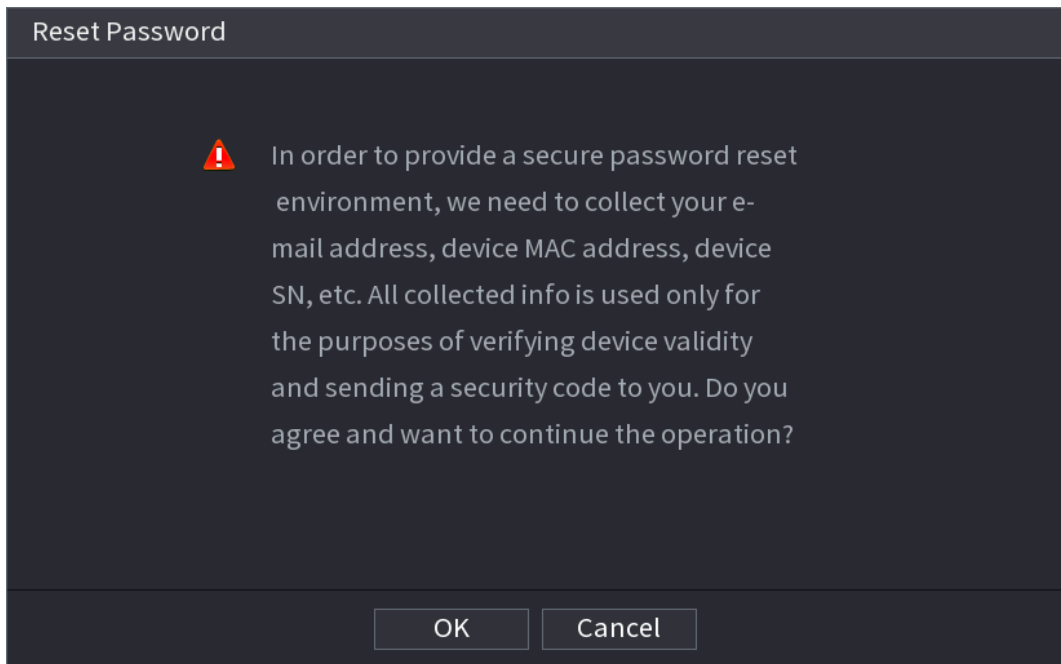 Reset Password
In order to provide a secure password reset
environment, we need to collect your e-
mail address, device MAC address, device
SN, etc. All collected info is used only for
the purposes of verifying device validity
and sending a security code to you. Do you
agree and want to continue the operation?
OK Cancel